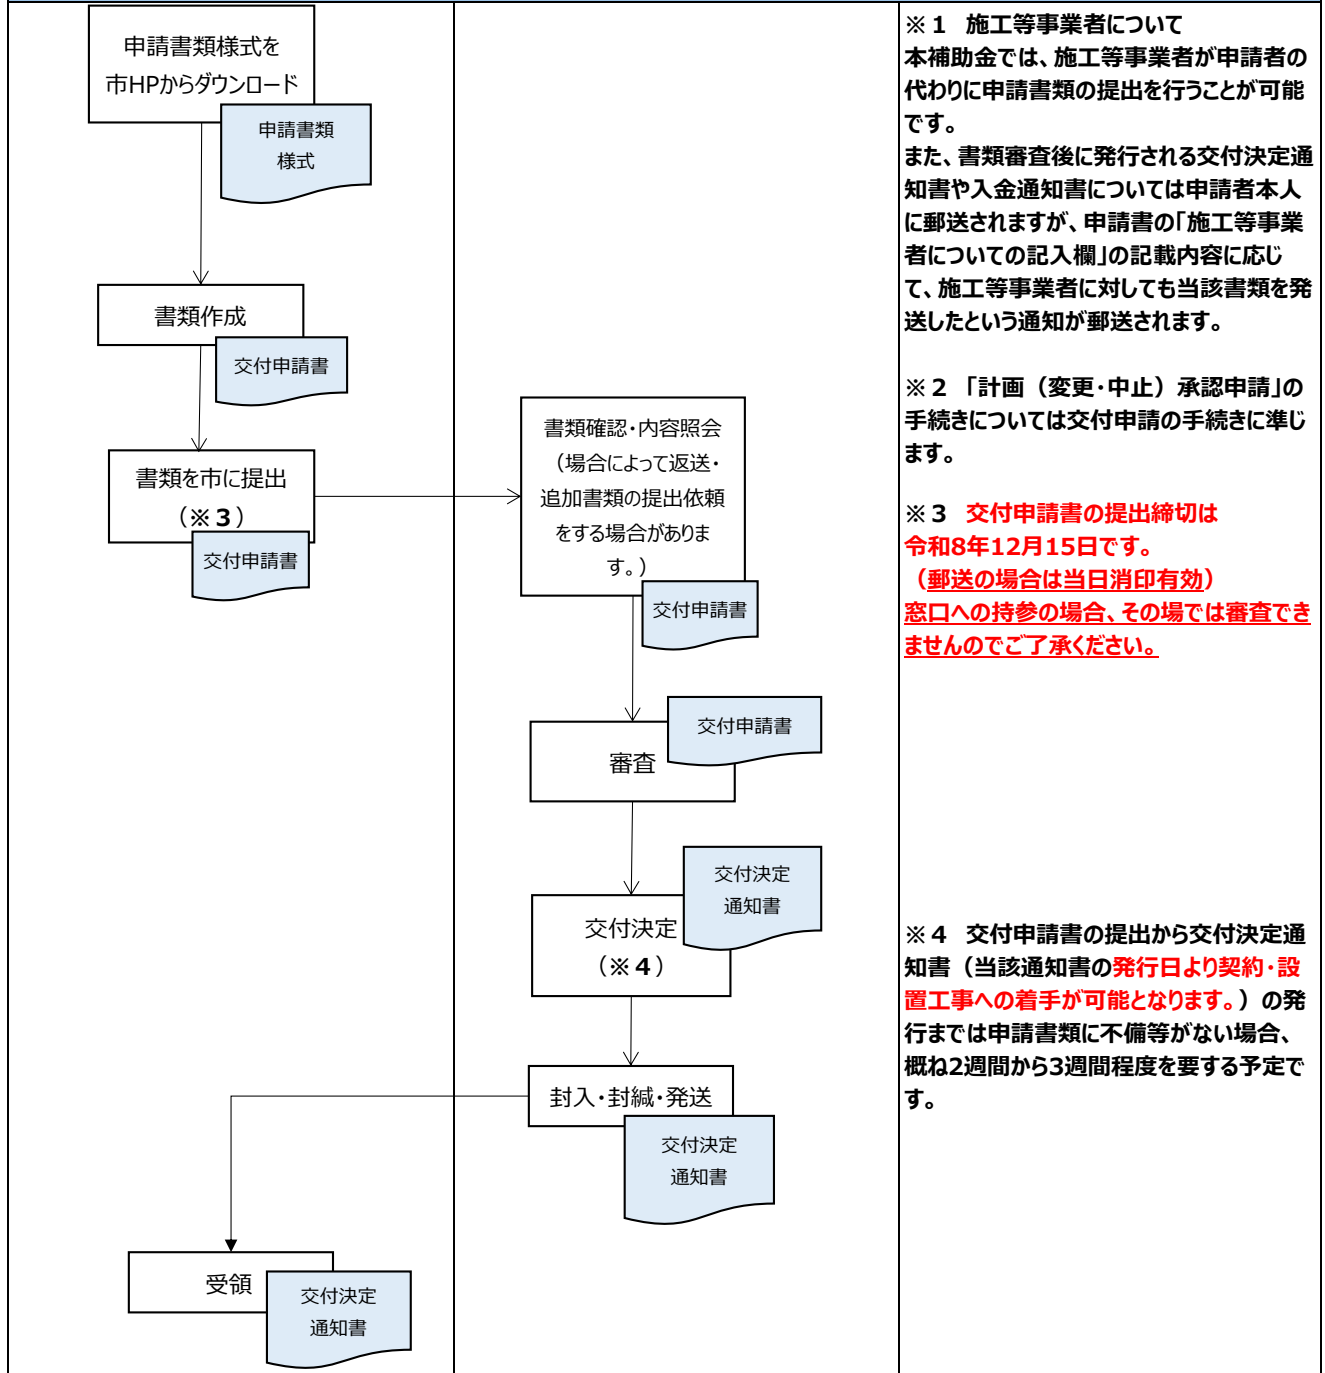 申請書類様式を
市HPからダウンロード
申請書類
様式
書類作成
交付申請書
書類を市に提出
（※３）
交付申請書
書類確認・内容照会
（場合によって返送・
追加書類の提出依頼
をする場合がありま
す。）
交付申請書
審査
交付申請書
交付決定
（※４）
交付決定
通知書
封入・封緘・発送
交付決定
通知書
受領
交付決定
通知書
※１　施工等事業者について
本補助金では、施工等事業者が申請者の
代わりに申請書類の提出を行うことが可能
です。
また、書類審査後に発行される交付決定通
知書や入金通知書については申請者本人
に郵送されますが、申請書の「施工等事業
者についての記入欄」の記載内容に応じ
て、施工等事業者に対しても当該書類を発
送したという通知が郵送されます。
※２　「計画（変更・中止）承認申請」の
手続きについては交付申請の手続きに準じ
ます。
※３　交付申請書の提出締切は
令和8年12月15日です。
（郵送の場合は当日消印有効）
窓口への持参の場合、その場では審査でき
ませんのでご了承ください。
※４　交付申請書の提出から交付決定通
知書（当該通知書の発行日より契約・設
置工事への着手が可能となります。）の発
行までは申請書類に不備等がない場合、
概ね2週間から3週間程度を要する予定で
す。